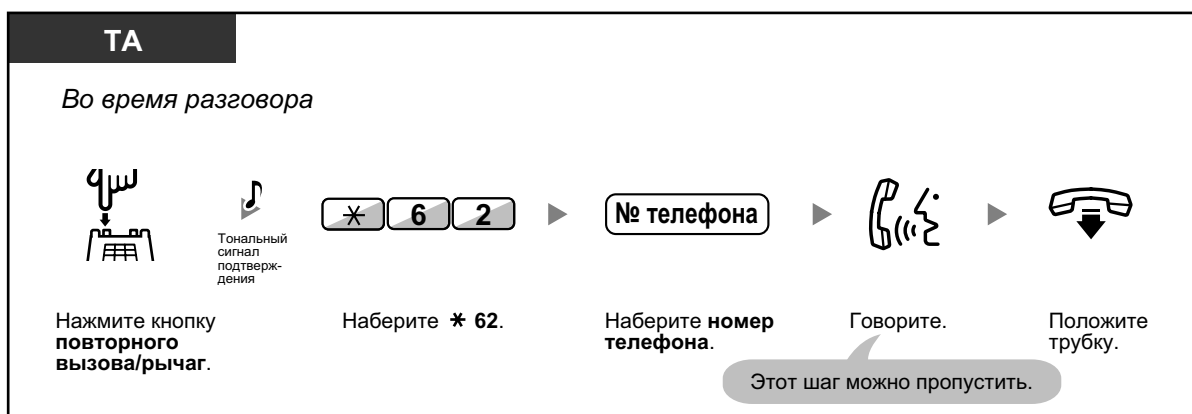 ТА
Во время разговора
Тональный
сигнал
подтверж-
дения
* 6 2
№ телефона
Нажмите кнопку
повторного
вызова/рычаг.
Наберите * 62.
Наберите номер
телефона.
Говорите.
Положите
трубку.
Этот шаг можно пропустить.